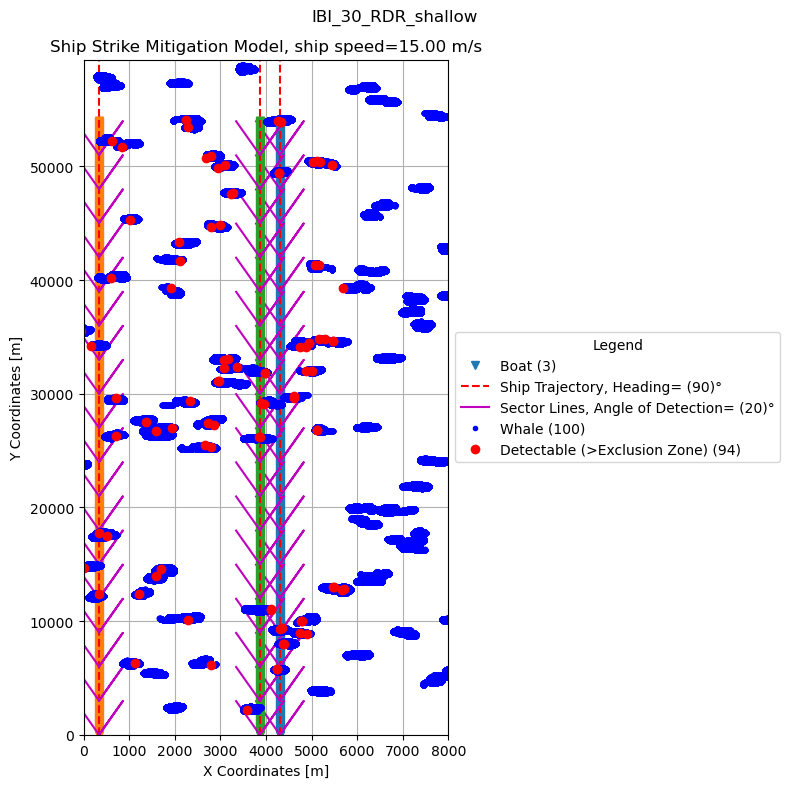 IBI_30_RDR_shallow
Ship Strike Mitigation Model, ship speed=15.00 m/s
50000
40000
30000
20000
10000
0
Y Coordinates [m]
0 1000 2000 3000 4000 5000 6000 7000 8000
X Coordinates [m]
Legend
Boat (3)
Ship Trajectory, Heading= (90)°
Sector Lines, Angle of Detection= (20)°
Whale (100)
Detectable (>Exclusion Zone) (94)